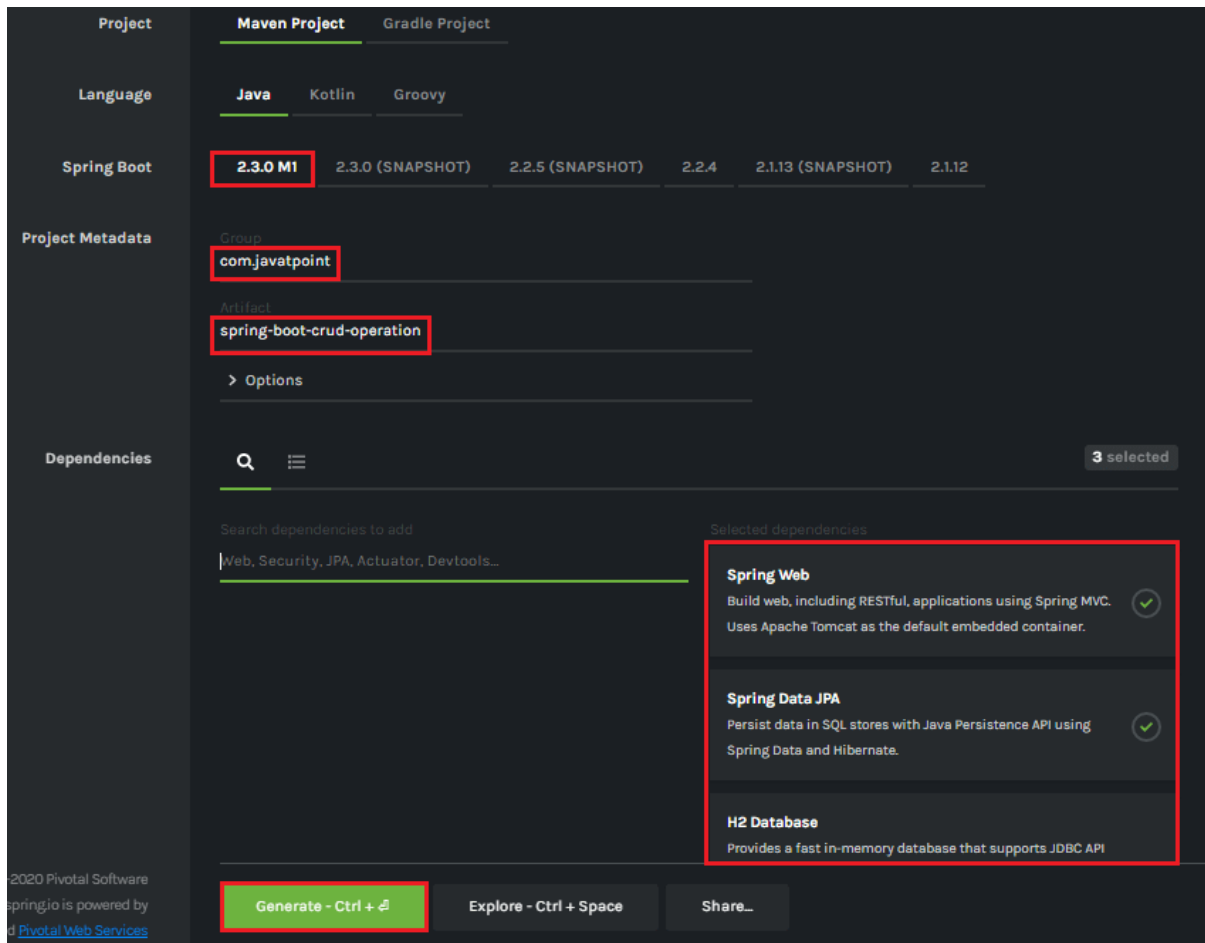 Project
Maven Project Gradle Project
Language
Java Kotlin Groovy
Spring Boot
2.3.0 M1 2.3.0 (SNAPSHOT) 2.2.5 (SNAPSHOT) 2.2.4 2.1.13 (SNAPSHOT) 2.1.12
Project Metadata
Group
com.javatpoint
Artifact
spring-boot-crud-operation
> Options
Dependencies
3 selected
Search dependencies to add
Web, Security, JPA, Actuator, Devtools...
Selected dependencies
Spring Web
Build web, including RESTful, applications using Spring MVC.
Uses Apache Tomcat as the default embedded container.
Spring Data JPA
Persist data in SQL stores with Java Persistence API using
Spring Data and Hibernate.
H2 Database
Provides a fast in-memory database that supports JDBC API
-2020 Pivotal Software
spring.io is powered by
d Pivotal Web Services
Generate - Ctrl + ⏎
Explore - Ctrl + Space
Share...